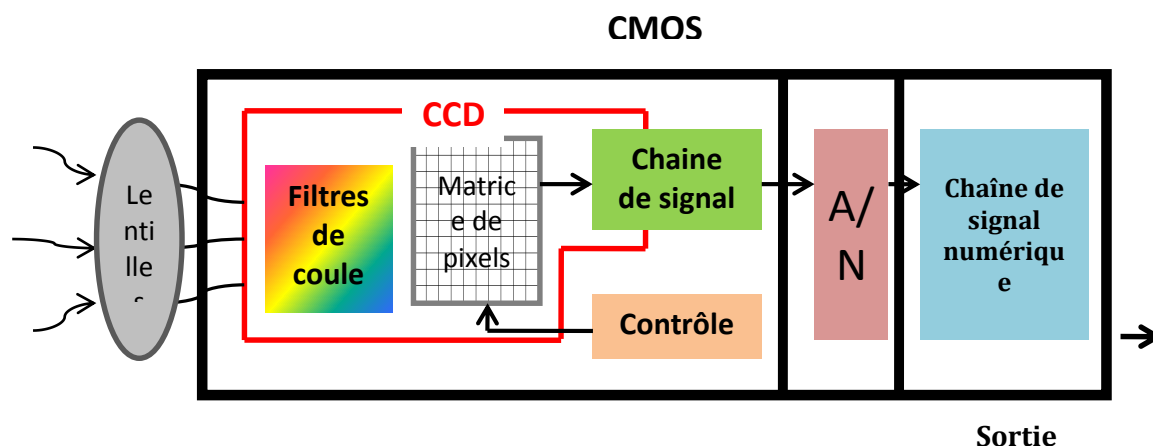 CMOS
CCD
Le
nti
lle
s
Filtres
de
coule
Matric
e de
pixels
Chaine
de signal
Contrôle
A/
N
Chaîne de
signal
numériqu
e
Sortie